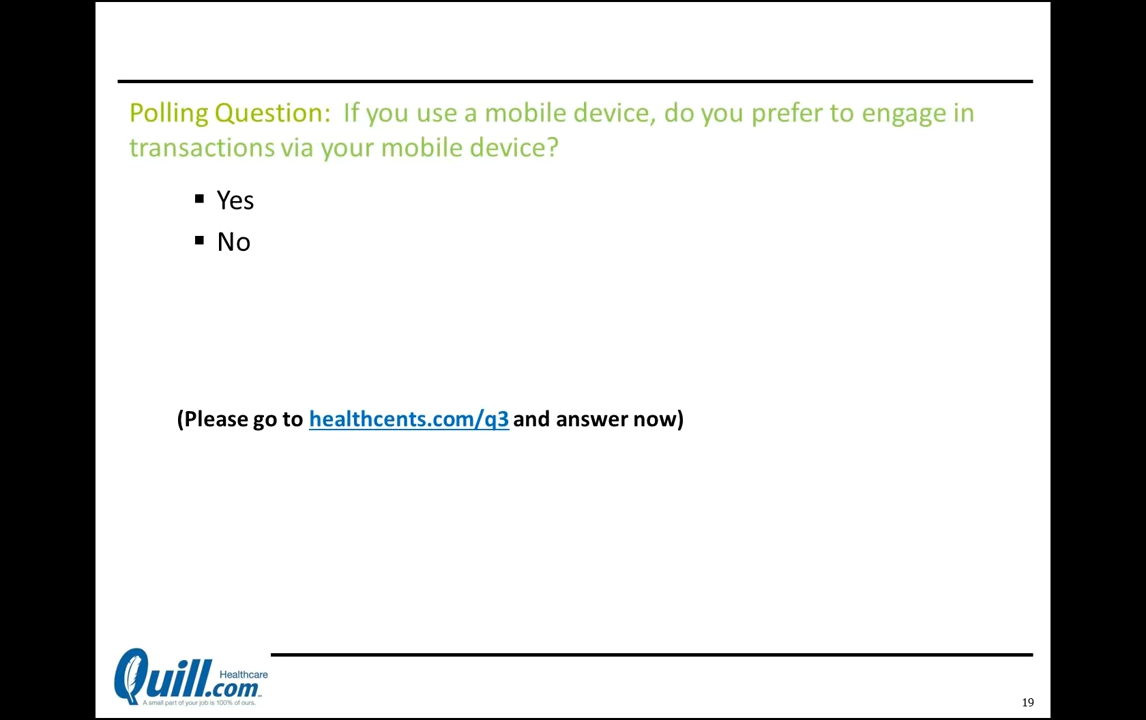 Polling Question: If you use a mobile device, do you prefer to engage in
transactions via your mobile device?
▪ Yes
▪ No
(Please go to healthcents.com/q3 and answer now)
Quill.com
Healthcare
A small part of your job is 100% of ours.
19